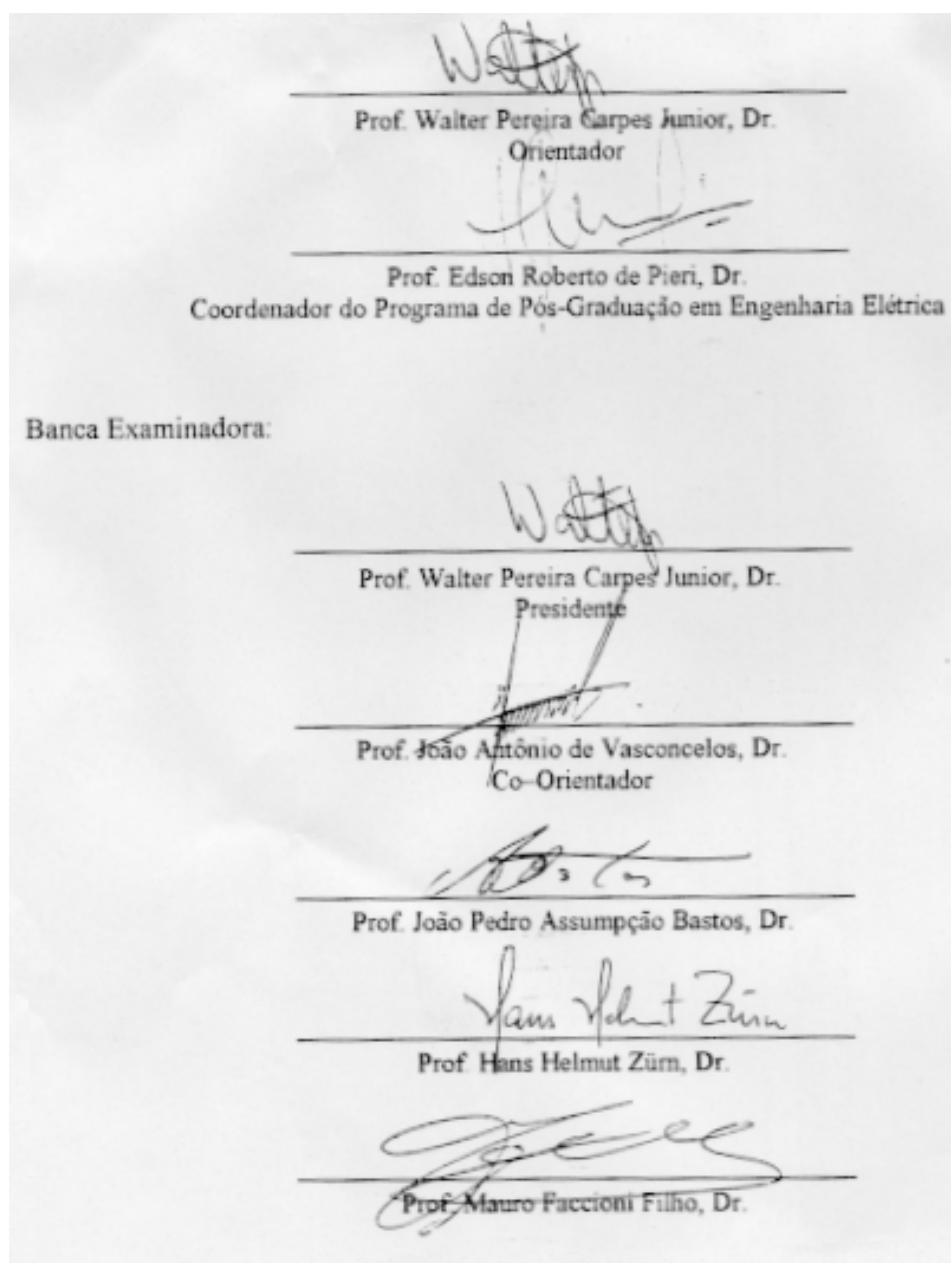 Walter
Prof. Walter Pereira Carpes Junior, Dr.
Orientador
Prof. Edson Roberto de Pieri, Dr.
Coordenador do Programa de Pós-Graduação em Engenharia Elétrica
Banca Examinadora:
Walter
Prof. Walter Pereira Carpes Junior, Dr.
Presidente
Prof. João Antônio de Vasconcelos, Dr.
Co-Orientador
Prof. João Pedro Assumpção Bastos, Dr.
Hans Helmut Zürn
Prof. Hans Helmut Zürn, Dr.
Prof. Mauro Faccioni Filho, Dr.